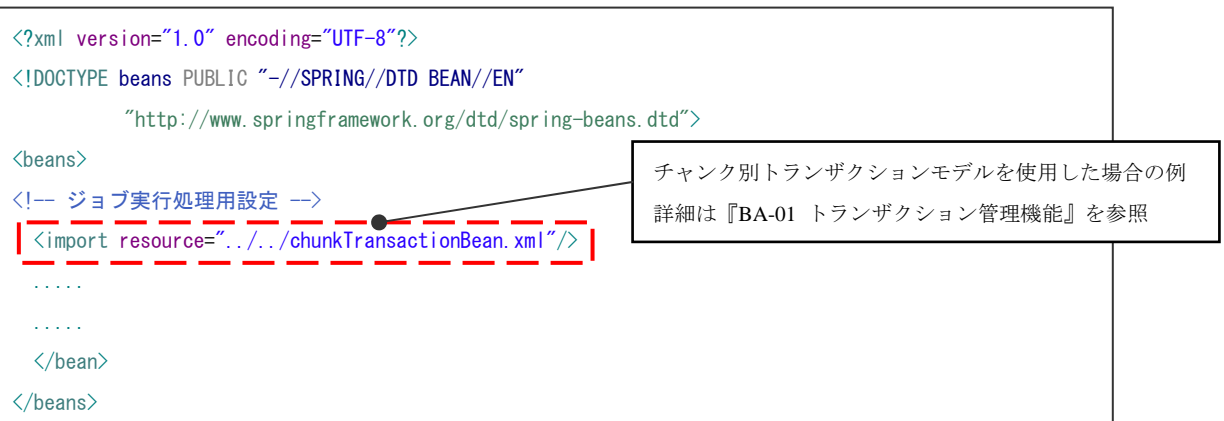 <?xml version="1.0" encoding="UTF-8"?>
<!DOCTYPE beans PUBLIC "-//SPRING//DTD BEAN//EN"
"http://www.springframework.org/dtd/spring-beans.dtd">
<beans>
<!-- ジョブ実行処理用設定 -->
<import resource="../../chunkTransactionBean.xml"/>
.....
.....
</bean>
</beans>
チャンク別トランザクションモデルを使用した場合の例
詳細は『BA-01 トランザクション管理機能』を参照